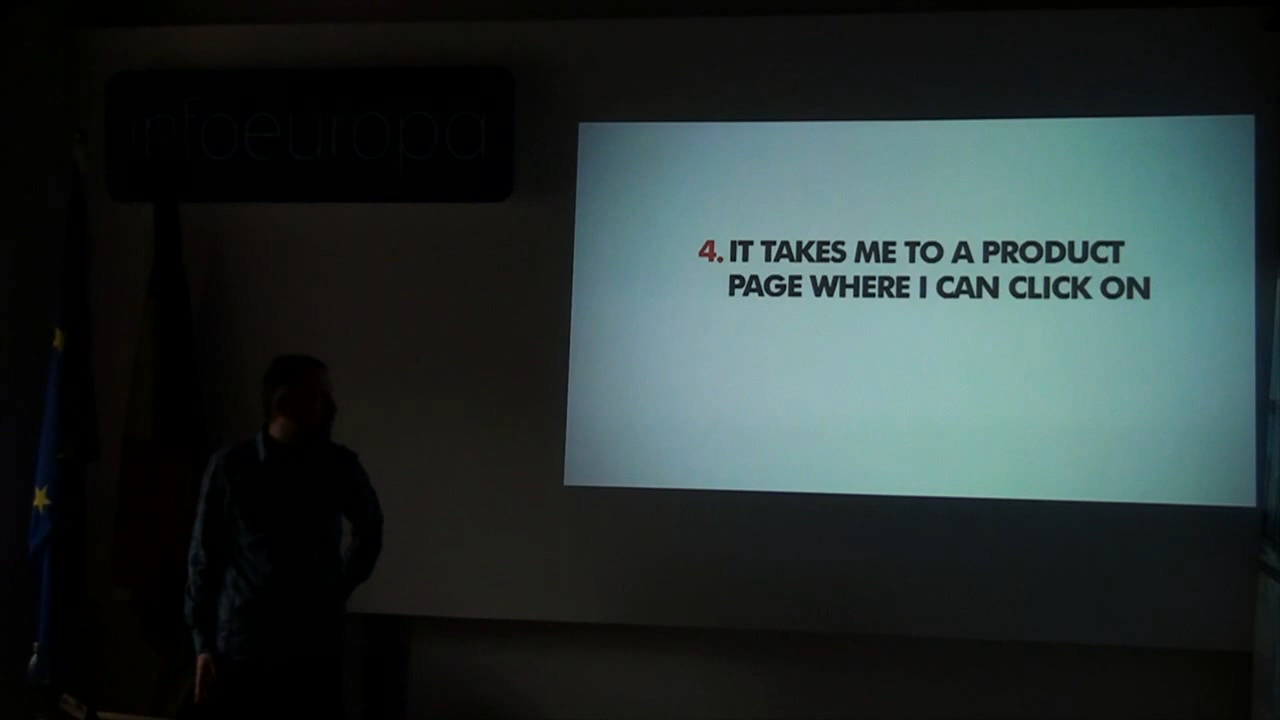 infoeuropa
4. IT TAKES ME TO A PRODUCT
PAGE WHERE I CAN CLICK ON